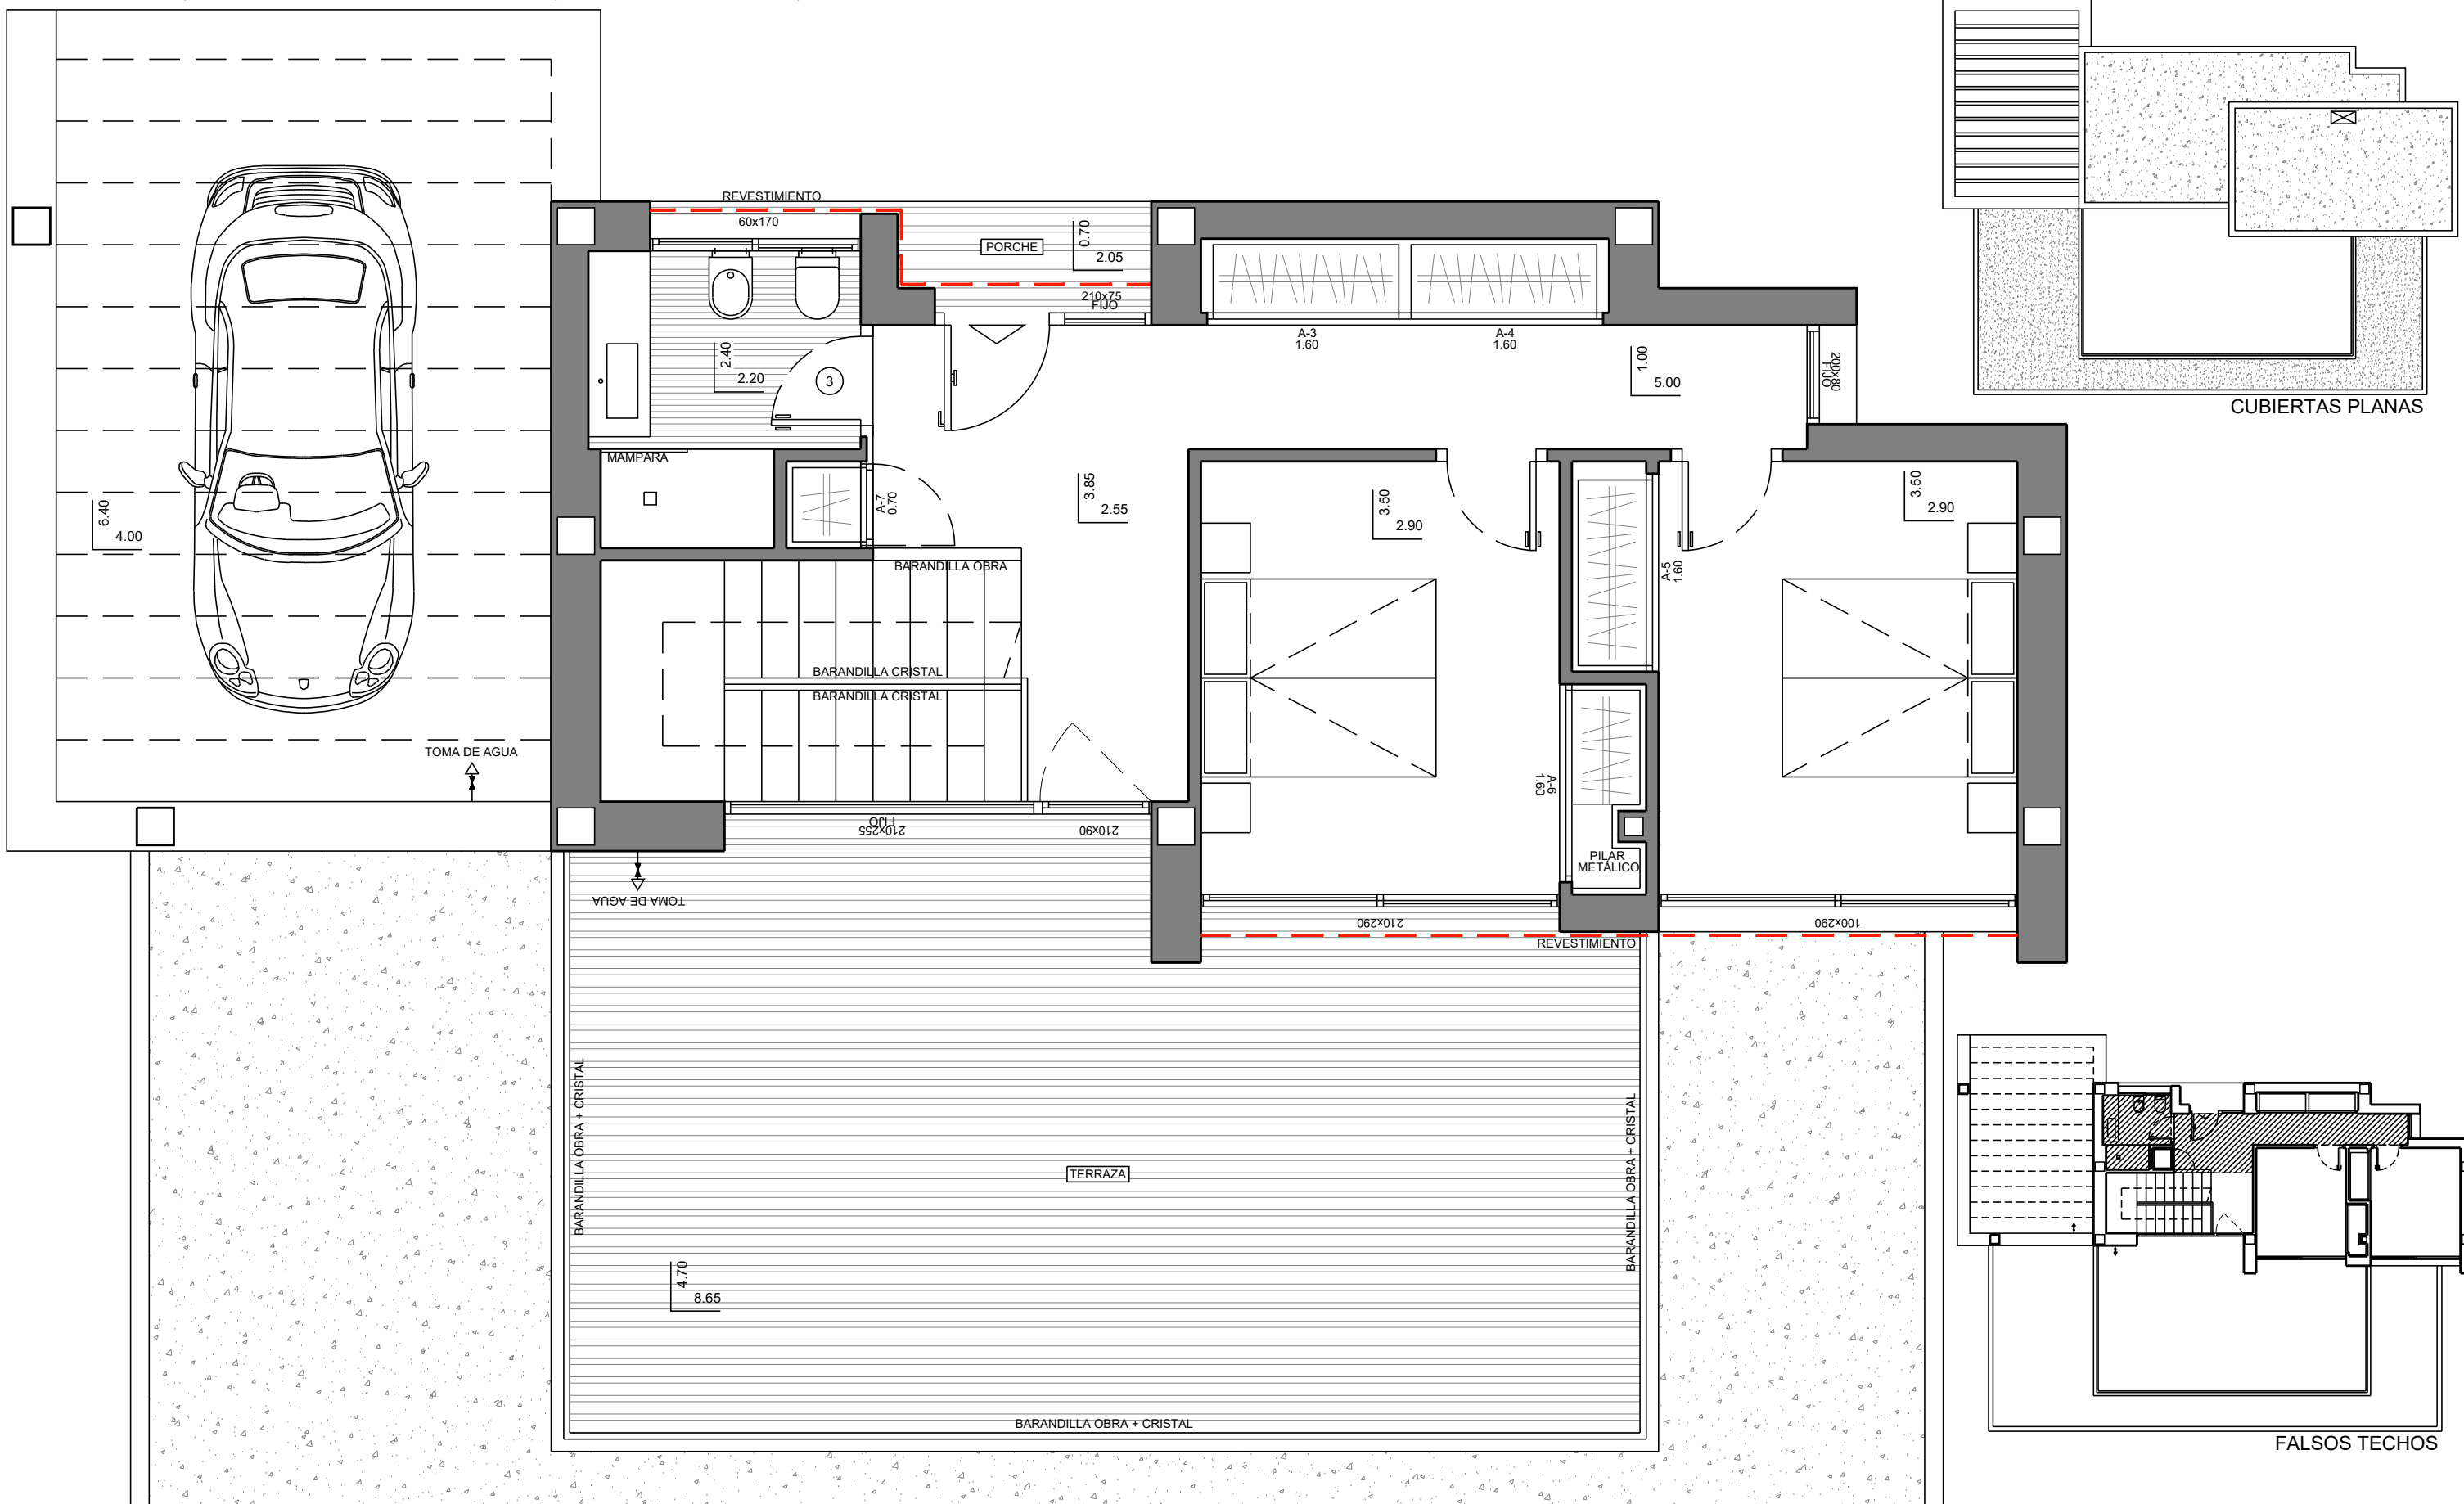 REVESTIMIENTO
60x170
PORCHE
0.70
2.05
210x75
FIJO
A-3
1.60
A-4
1.60
1.00
5.00
200x80
FIJO
CUBIERTAS PLANAS
2.40
2.20
3
MAMPARA
A-7
0.70
3.85
2.55
3.50
2.90
3.50
2.90
6.40
4.00
BARANDILLA OBRA
A-5
1.60
BARANDILLA CRISTAL
BARANDILLA CRISTAL
TOMA DE AGUA
A-6
1.60
FIJO
210x255
210x90
PILAR
METÁLICO
TOMA DE AGUA
210x290
100x290
REVESTIMIENTO
BARANDILLA OBRA + CRISTAL
BARANDILLA OBRA + CRISTAL
TERRAZA
4.70
8.65
BARANDILLA OBRA + CRISTAL
FALSOS TECHOS